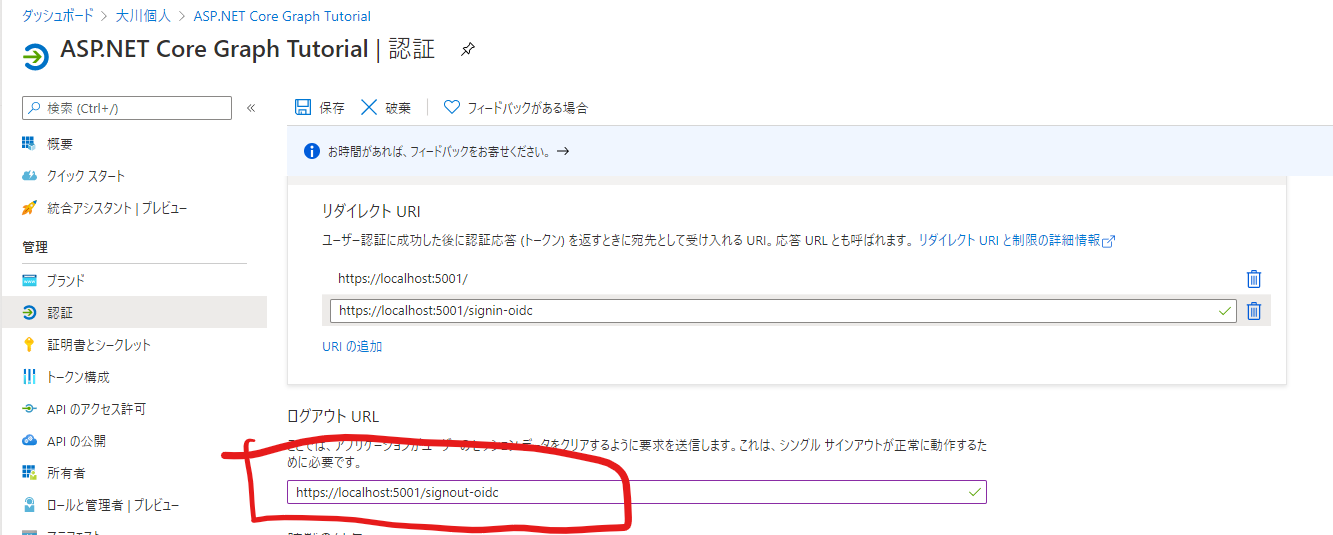 ダッシュボード > 大川個人 > ASP.NET Core Graph Tutorial
ASP.NET Core Graph Tutorial | 認証
検索 (Ctrl+/)
«
保存
破棄
フィードバックがある場合
お時間があれば、フィードバックをお寄せください。 →
概要
クイック スタート
統合アシスタント | プレビュー
管理
ブランド
認証
証明書とシークレット
トークン構成
API のアクセス許可
API の公開
所有者
ロールと管理者 | プレビュー
リダイレクト URI
ユーザー認証に成功した後に認証応答 (トークン) を返すときに宛先として受け入れる URI。応答 URL とも呼ばれます。 リダイレクト URI と制限の詳細情報
https://localhost:5001/
https://localhost:5001/signin-oidc
URI の追加
ログアウト URL
ここでは、アプリケーションがユーザーのセッション データをクリアするように要求を送信します。これは、シングル サインアウトが正常に動作するた
めに必要です。
https://localhost:5001/signout-oidc